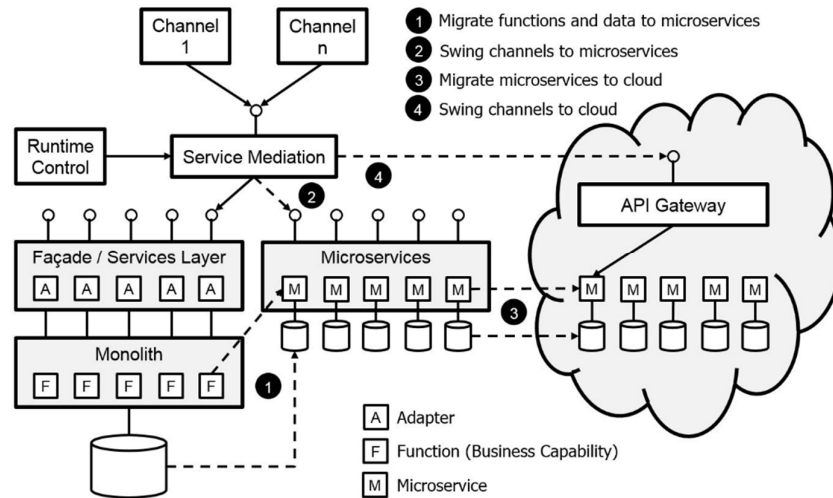 Channel
1
Channel
n
1 Migrate functions and data to microservices
2 Swing channels to microservices
3 Migrate microservices to cloud
4 Swing channels to cloud
Runtime
Control
Service Mediation
4
2
API Gateway
Façade / Services Layer
A A A A A
Microservices
M M M M M
M M M M M
3
Monolith
F F F F F
1
A Adapter
F Function (Business Capability)
M Microservice